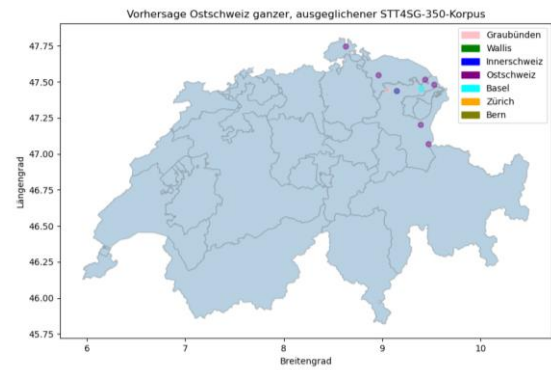 Vorhersage Ostschweiz ganzer, ausgeglichener STT4SG-350-Korpus
47.75
47.50
47.25
47.00
46.75
46.50
46.25
46.00
45.75
Längengrad
Graubünden
Wallis
Innerschweiz
Ostschweiz
Basel
Zürich
Bern
6
7
8
9
10
Breitengrad